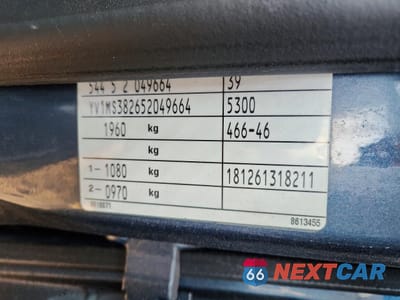 544 5 2 049664 39
YV1MS382652049664 5300
1960 kg 466-46
kg
1- 1080 kg 181261318211
2- 0970 kg
8613455
66 NEXTCAR